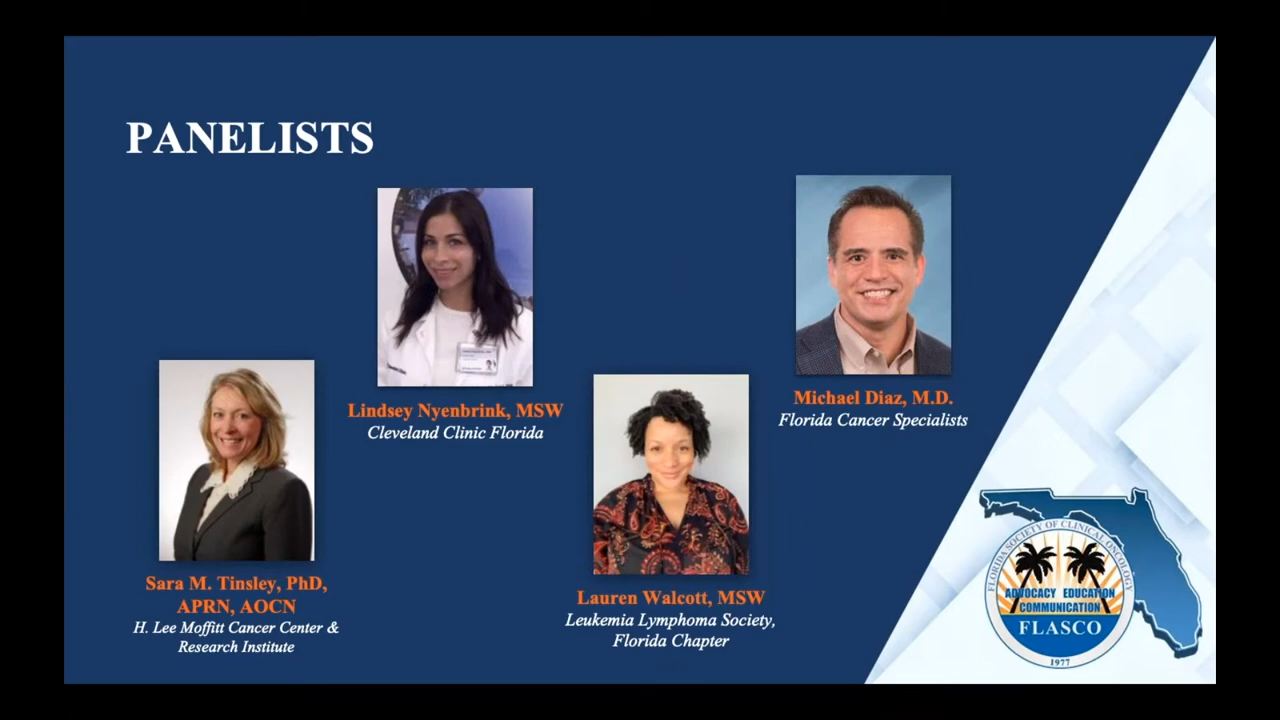 PANELISTS
Lindsey Nyenbrink, MSW
Cleveland Clinic Florida
Michael Diaz, M.D.
Florida Cancer Specialists
Sara M. Tinsley, PhD,
APRN, AOCN
H. Lee Moffitt Cancer Center &
Research Institute
Lauren Walcott, MSW
Leukemia Lymphoma Society,
Florida Chapter
FLORIDA SOCIETY OF CLINICAL ONCOLOGY
ADVOCACY EDUCATION
COMMUNICATION
FLASCO
1977